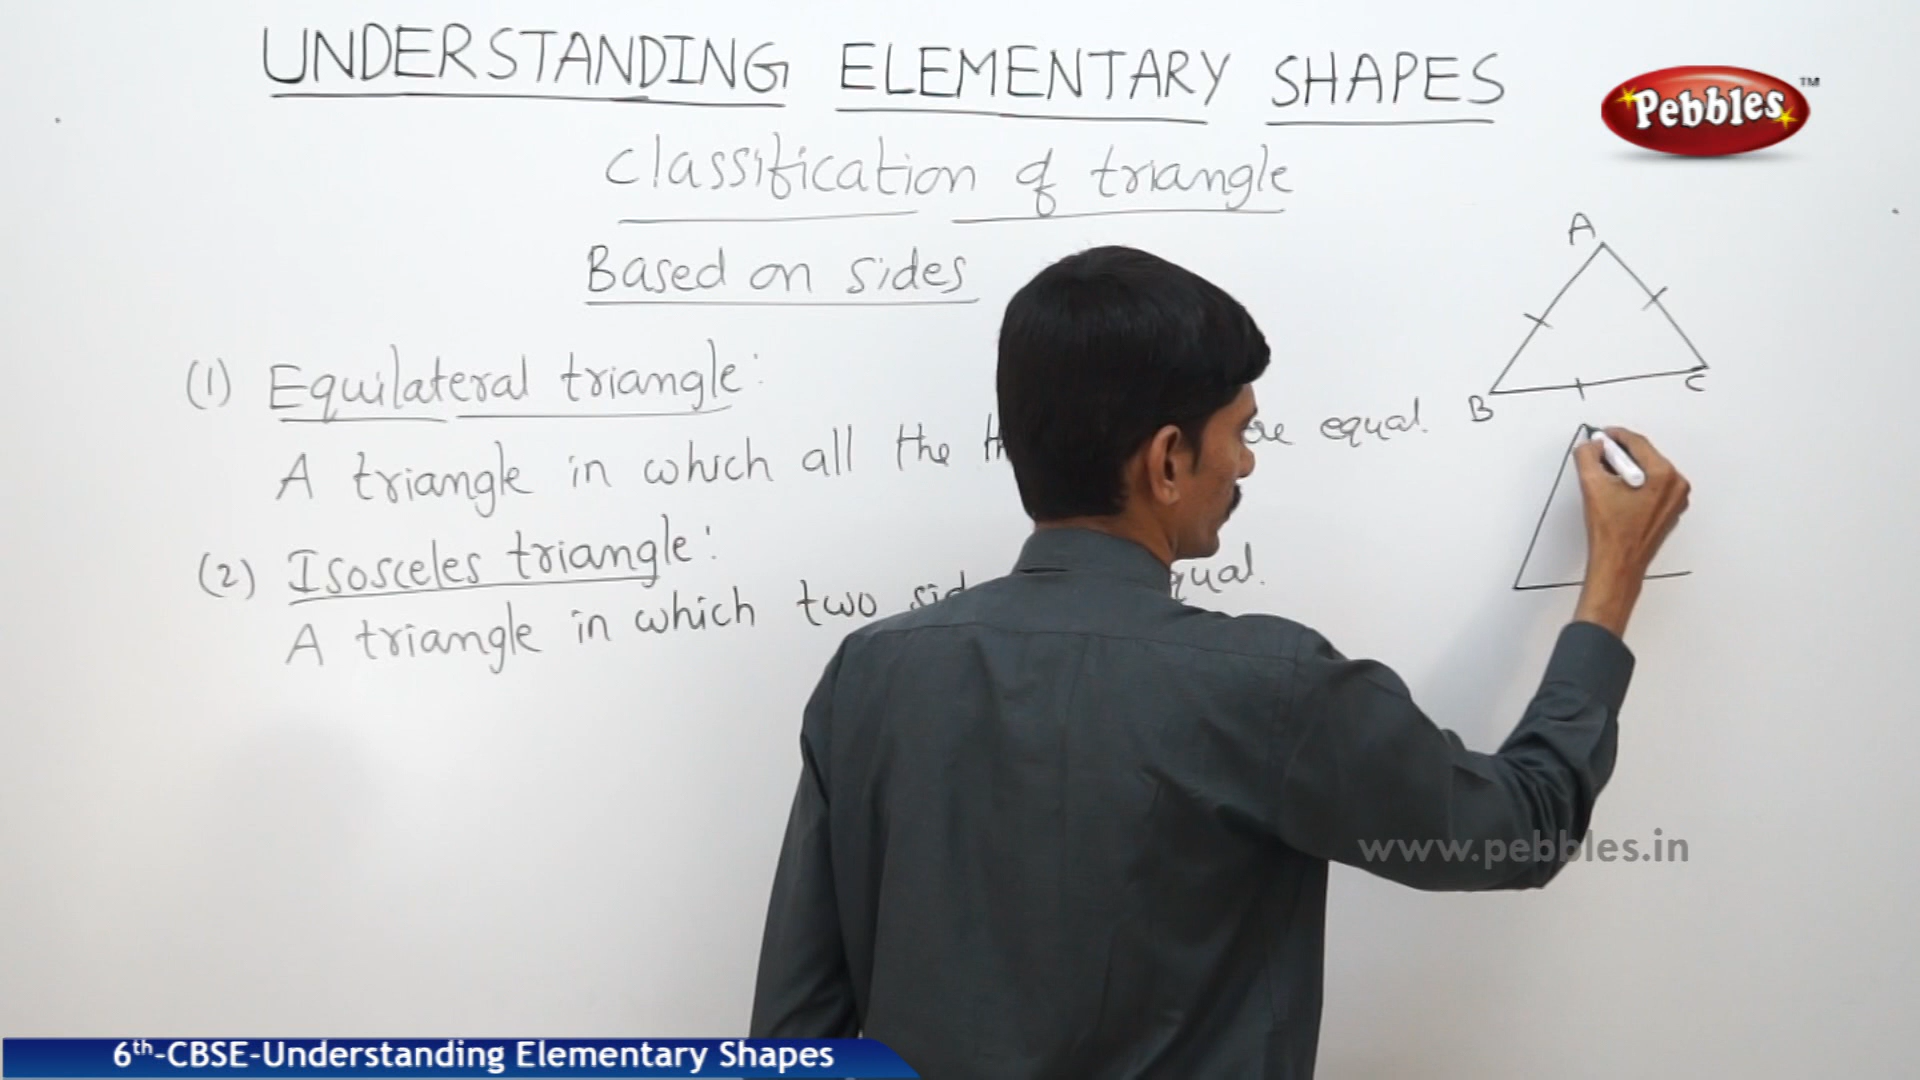 UNDERSTANDING ELEMENTARY SHAPES
Pebbles TM
Classification of triangle
Based on sides
(1) Equilateral triangle:
A triangle in which all the equal.
(2) Isosceles triangle:
A triangle in which two
A
B
C
www.pebbles.in
6th-CBSE-Understanding Elementary Shapes